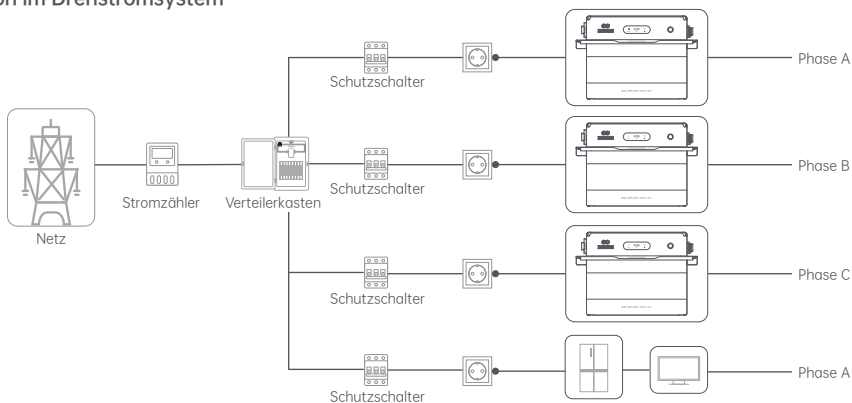 on im Drehstromsystem
Phase A
Schutzschalter
Phase B
Schutzschalter
Stromzähler
Verteilerkasten
Netz
Phase C
Schutzschalter
Phase A
Schutzschalter